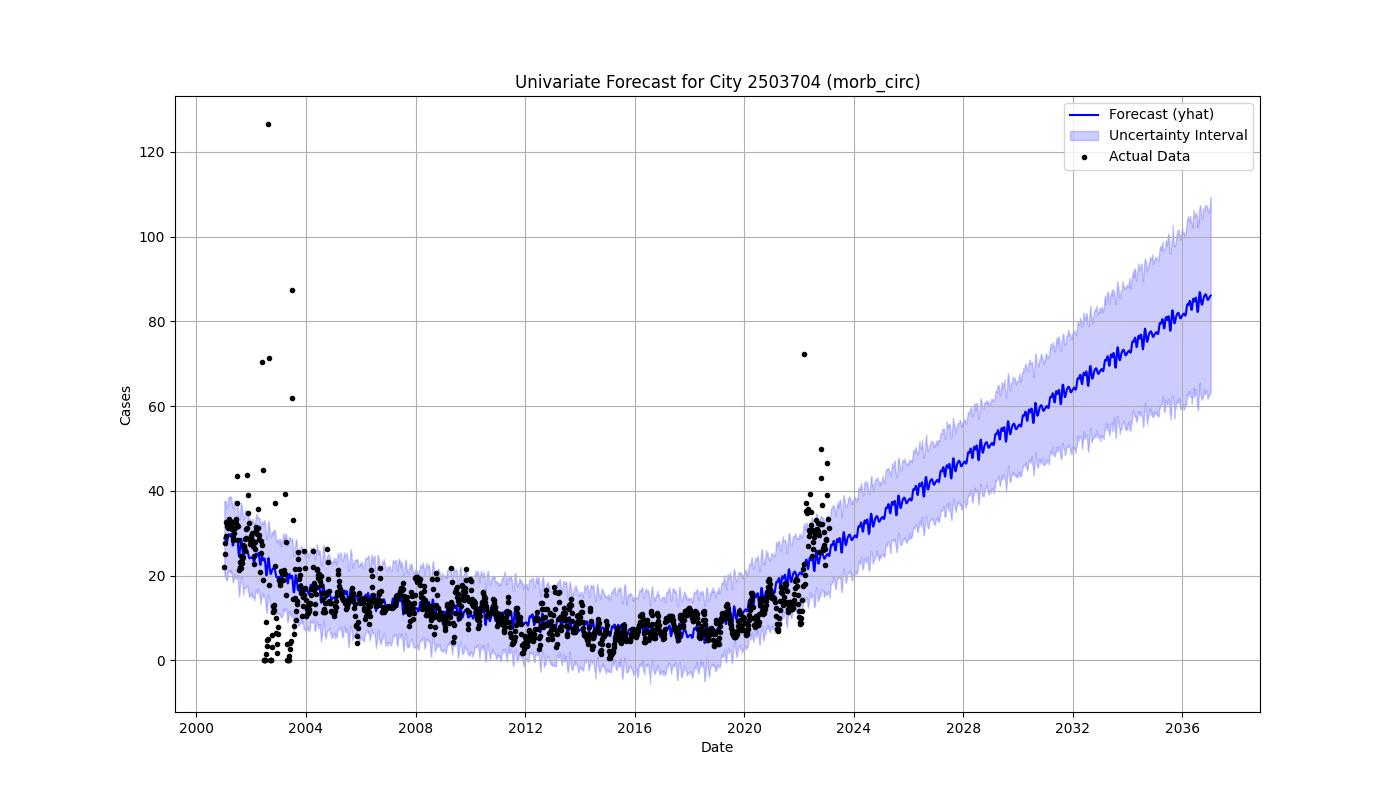 Univariate Forecast for City 2503704 (morb_circ)
Forecast (yhat)
Uncertainty Interval
Actual Data
120
100
80
60
40
20
0
Cases
2000 2004 2008 2012 2016 2020 2024 2028 2032 2036
Date